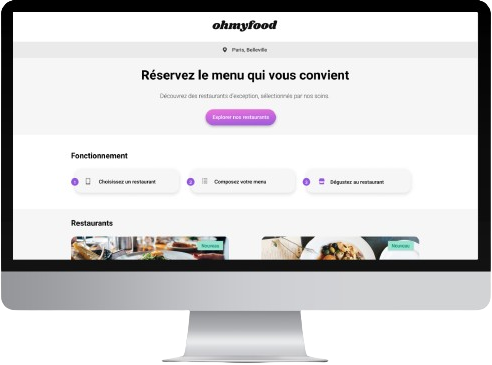 ohmyfood
Paris, Belleville
Réservez le menu qui vous convient
Découvrez des restaurants d'exception, sélectionnés par nos soins.
Explorer nos restaurants
Fonctionnement
1 Choisissez un restaurant
2 Composez votre menu
3 Dégustez au restaurant
Restaurants
Nouveau
Nouveau